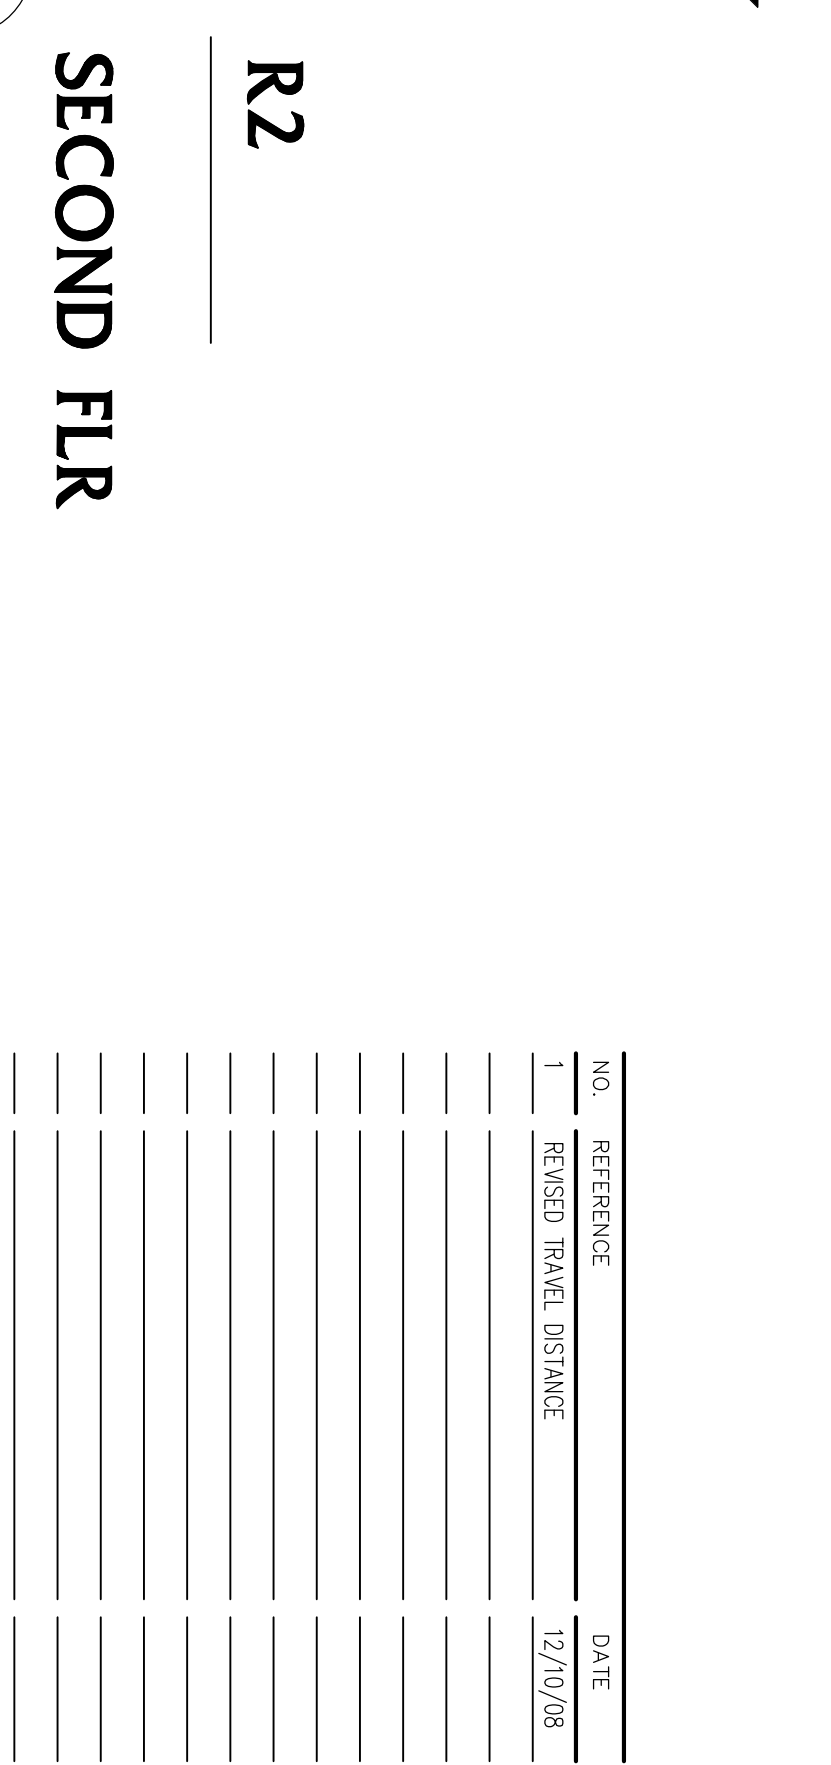 R2
SECOND FLR
NO. REFERENCE DATE
1 REVISED TRAVEL DISTANCE 12/10/08